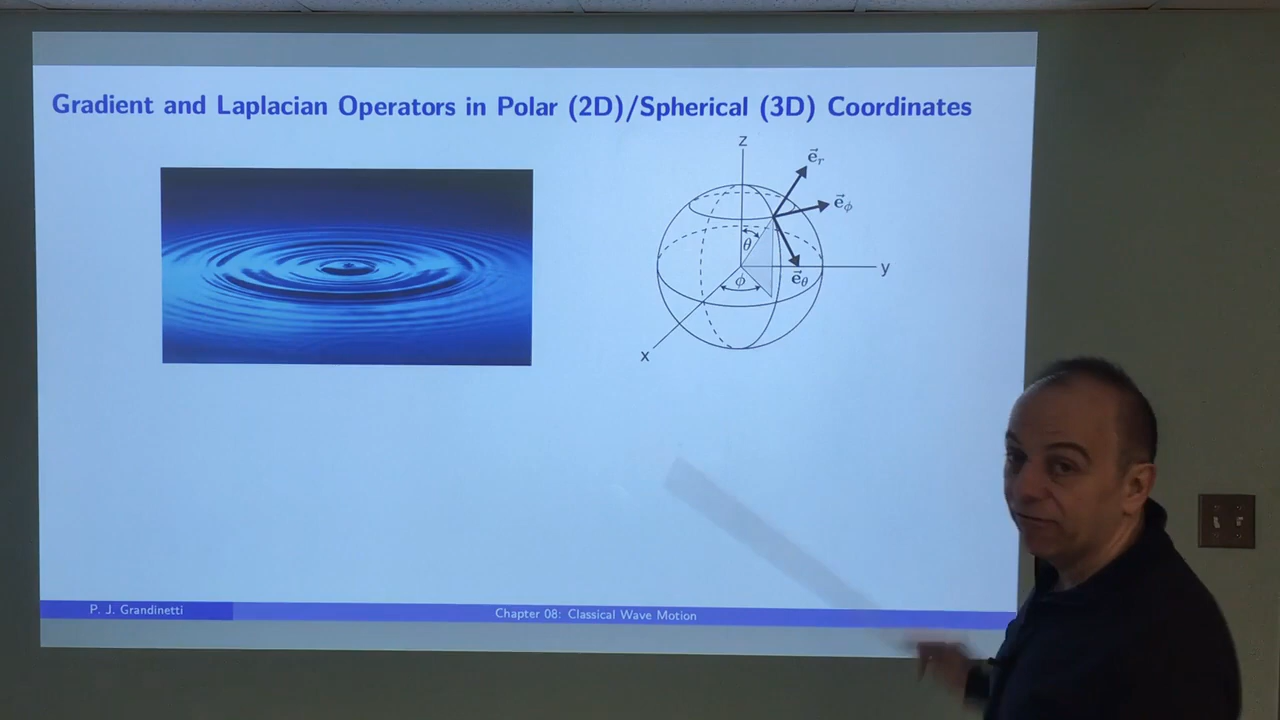 Gradient and Laplacian Operators in Polar (2D)/Spherical (3D) Coordinates
z
e⃗r
e⃗ϕ
θ
y
ϕ
e⃗θ
x
P. J. Grandinetti
Chapter 08: Classical Wave Motion